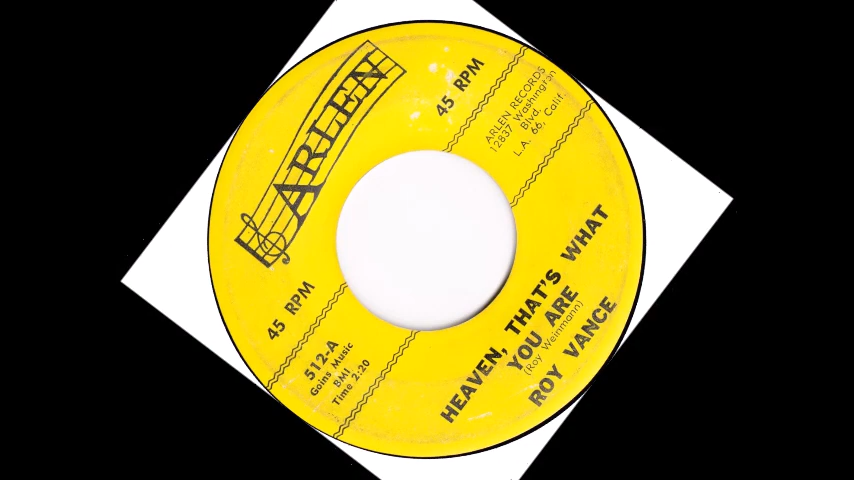 ARLEN
45 RPM
45 RPM
ARLEN RECORDS
12837 Washington
Blvd.
L.A. 66, Calif.
512-A
Goins Music
BMI
Time 2:20
HEAVEN, THAT'S WHAT
YOU ARE
(Roy Weinmann)
ROY VANCE